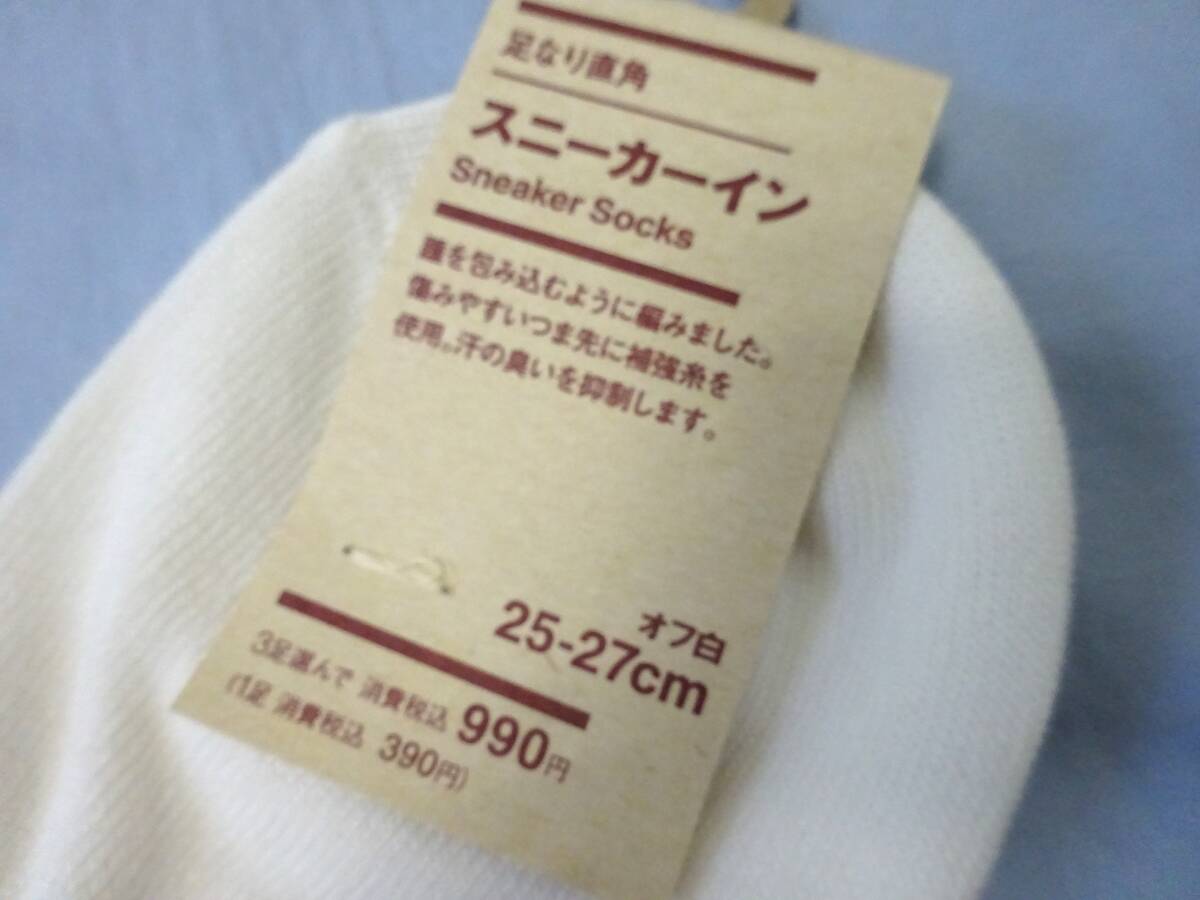 足なり直角
スニーカーイン
Sneaker Socks
踵を包み込むように編みました。
傷みやすいつま先に補強糸を
使用。汗の臭いを抑制します。
オフ白
25-27cm
3足選んで 消費税込 990円
(1足 消費税込 390円)